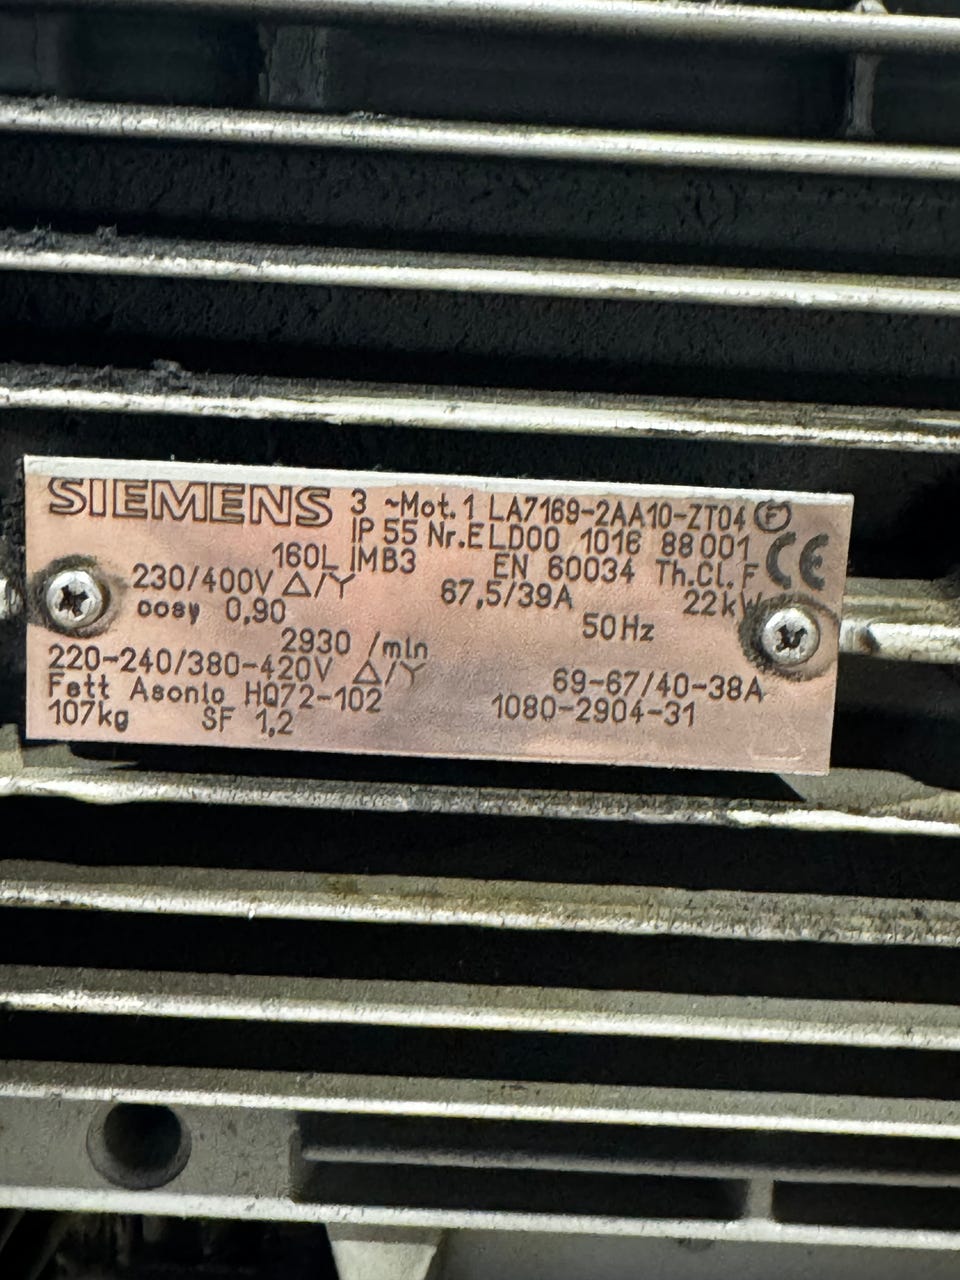 SIEMENS 3 ~Mot. 1 LA7169-2AA10-ZT04 F
IP 55 Nr.ELD00 1016 88 001 CE
160L IMB3 EN 60034 Th.Cl.F
230/400V Δ/Y 67,5/39A 22kW
cosy 0,90 50Hz
2930 /min
220-240/380-420V Δ/Y 69-67/40-38A
Fett Asonic HQ72-102 1080-2904-31
107kg SF 1,2